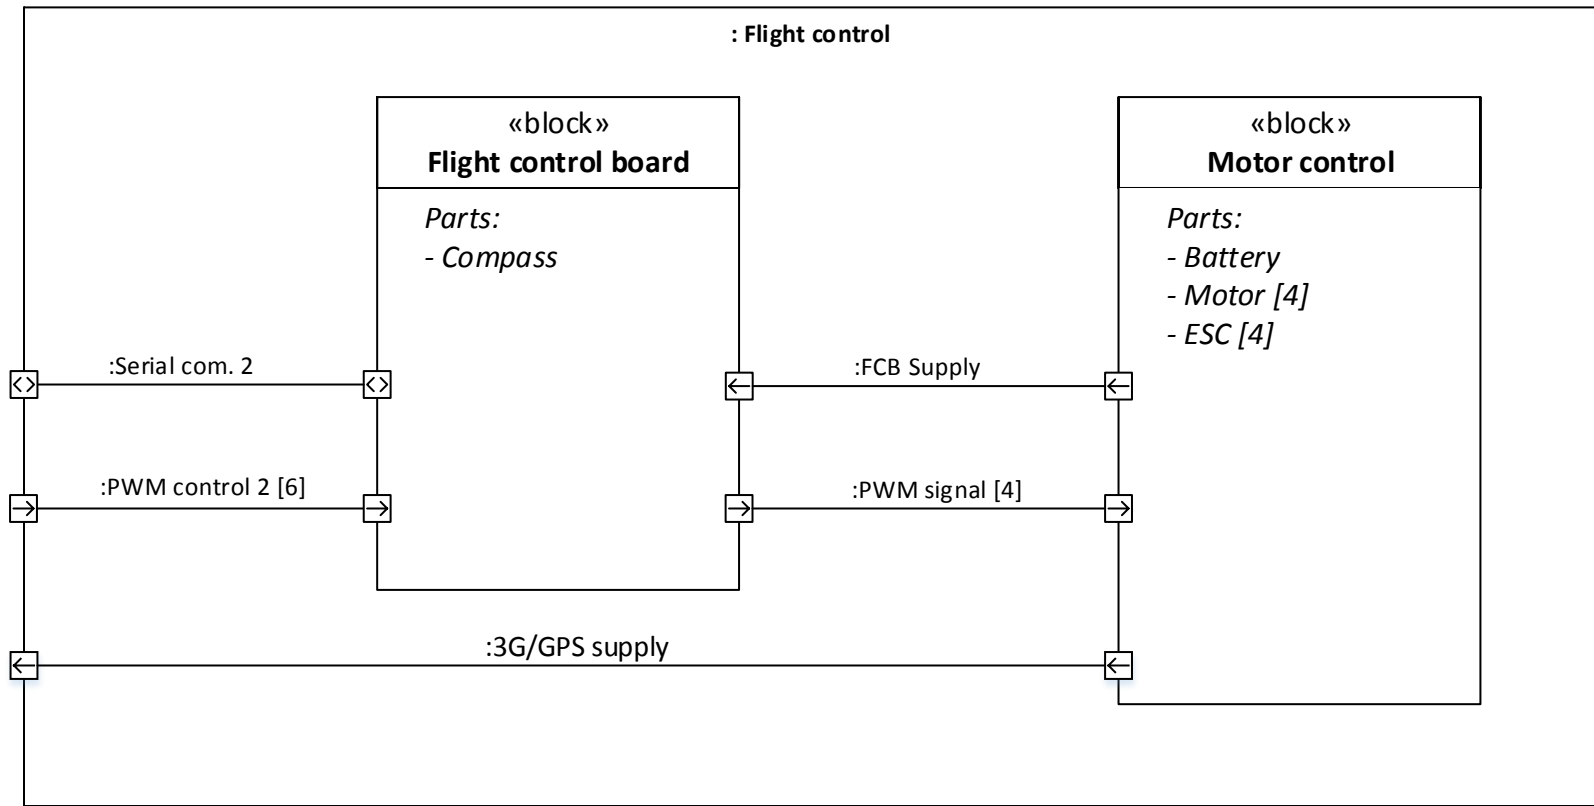 : Flight control
«block»
Flight control board
Parts:
- Compass
«block»
Motor control
Parts:
- Battery
- Motor [4]
- ESC [4]
:Serial com. 2
:FCB Supply
:PWM control 2 [6]
:PWM signal [4]
:3G/GPS supply